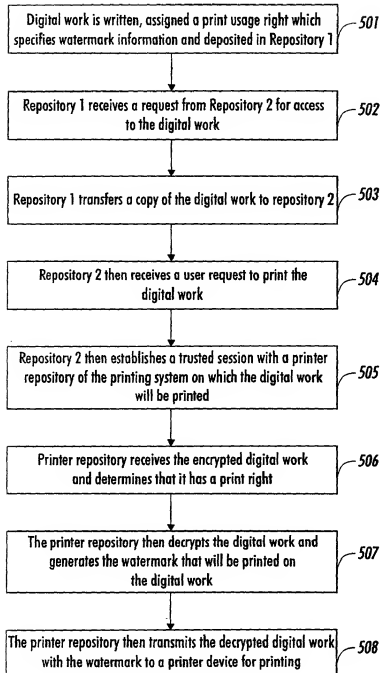 Digital work is written, assigned a print usage right which
specifies watermark information and deposited in Repository 1
501
Repository 1 receives a request from Repository 2 for access
to the digital work
502
Repository 1 transfers a copy of the digital work to repository 2
503
Repository 2 then receives a user request to print the
digital work
504
Repository 2 then establishes a trusted session with a printer
repository of the printing system on which the digital work
will be printed
505
Printer repository receives the encrypted digital work
and determines that it has a print right
506
The printer repository then decrypts the digital work and
generates the watermark that will be printed on
the digital work
507
The printer repository then transmits the decrypted digital work
with the watermark to a printer device for printing
508